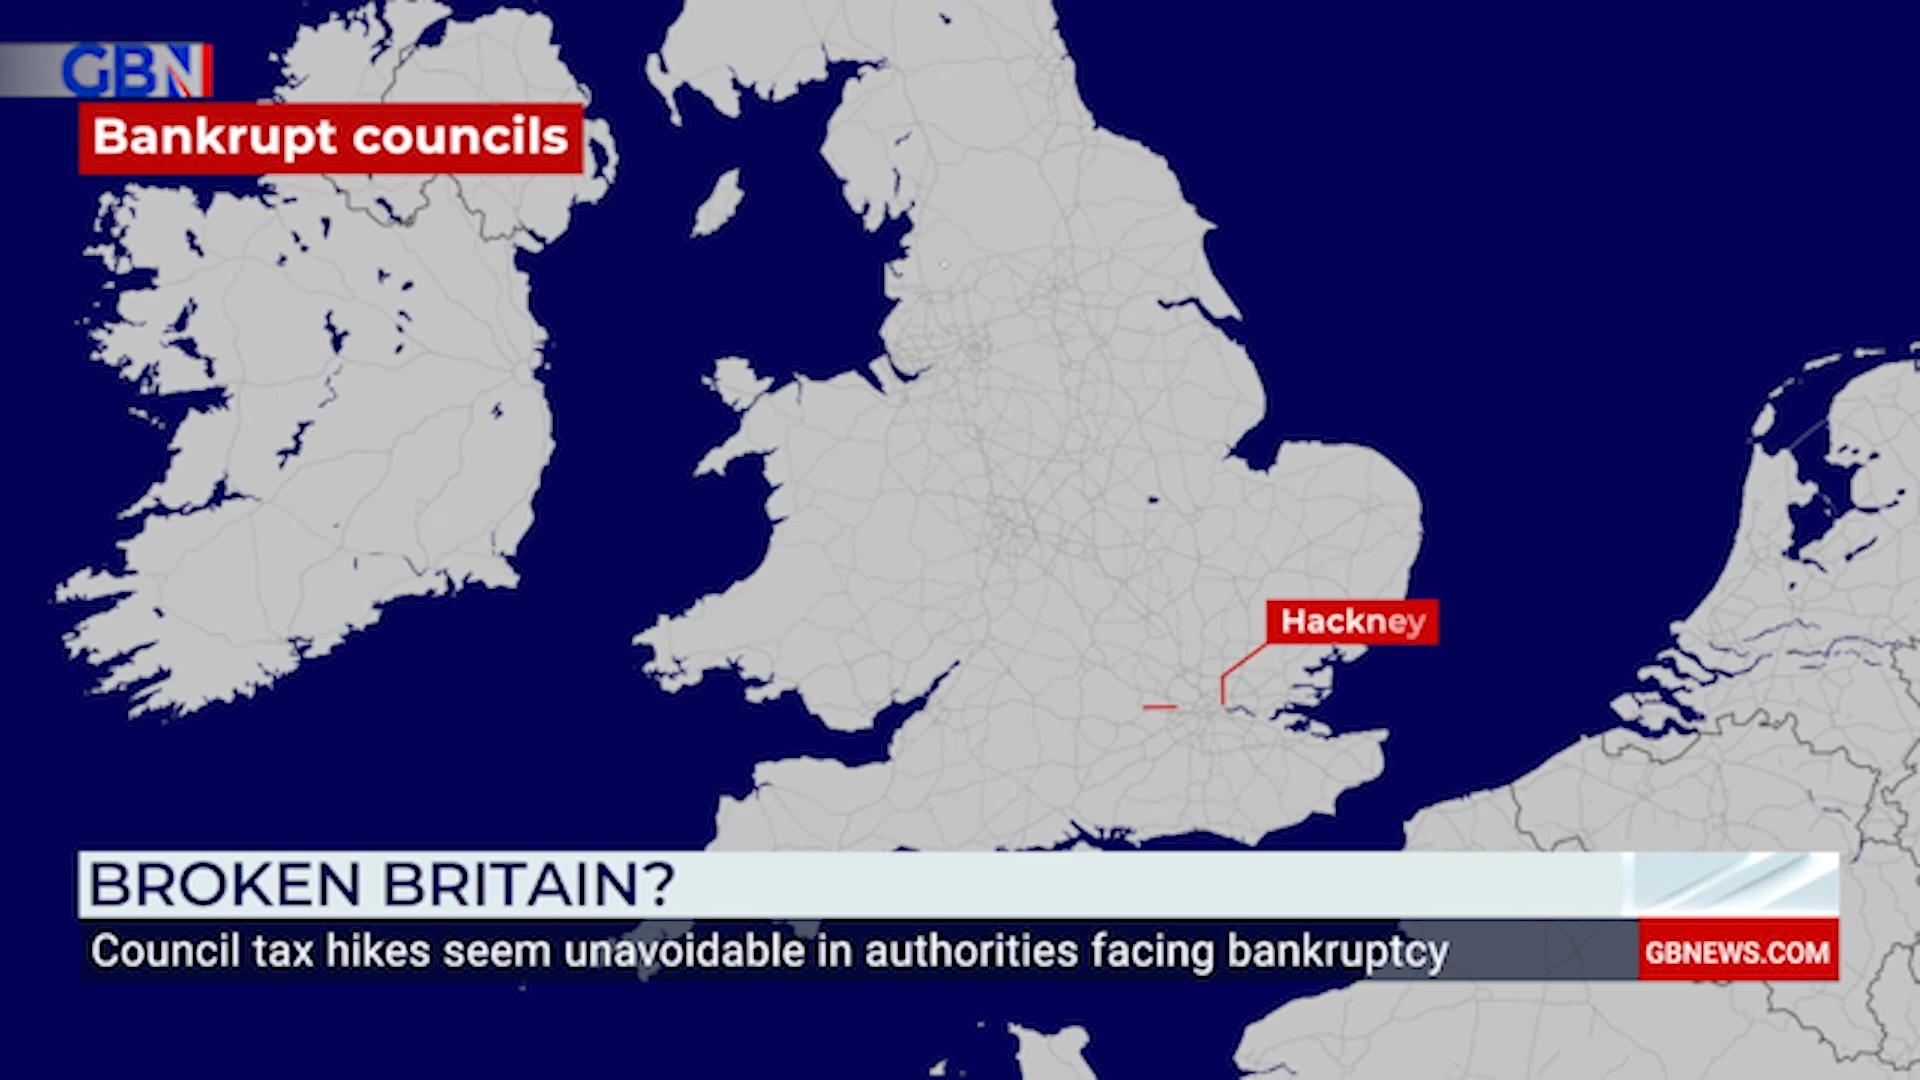 GBN
Bankrupt councils
Hackney
BROKEN BRITAIN?
Council tax hikes seem unavoidable in authorities facing bankruptcy
GBNEWS.COM